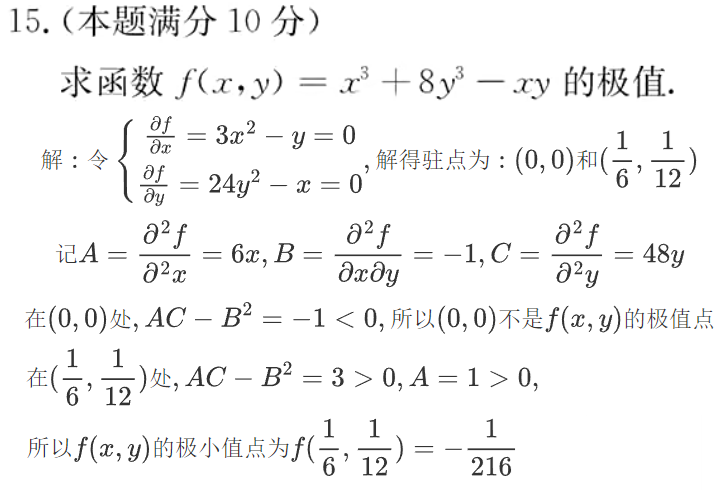 15.(本题满分 10 分)
求函数 f(x,y) = x³ + 8y³ − xy 的极值.
解：令 { ∂f/∂x = 3x² − y = 0
∂f/∂y = 24y² − x = 0 , 解得驻点为：(0,0)和(1/6, 1/12)
记A = ∂²f/∂²x = 6x, B = ∂²f/∂x∂y = −1, C = ∂²f/∂²y = 48y
在(0,0)处, AC − B² = −1 < 0, 所以(0,0)不是f(x,y)的极值点
在(1/6, 1/12)处, AC − B² = 3 > 0, A = 1 > 0,
所以f(x,y)的极小值点为f(1/6, 1/12) = −1/216